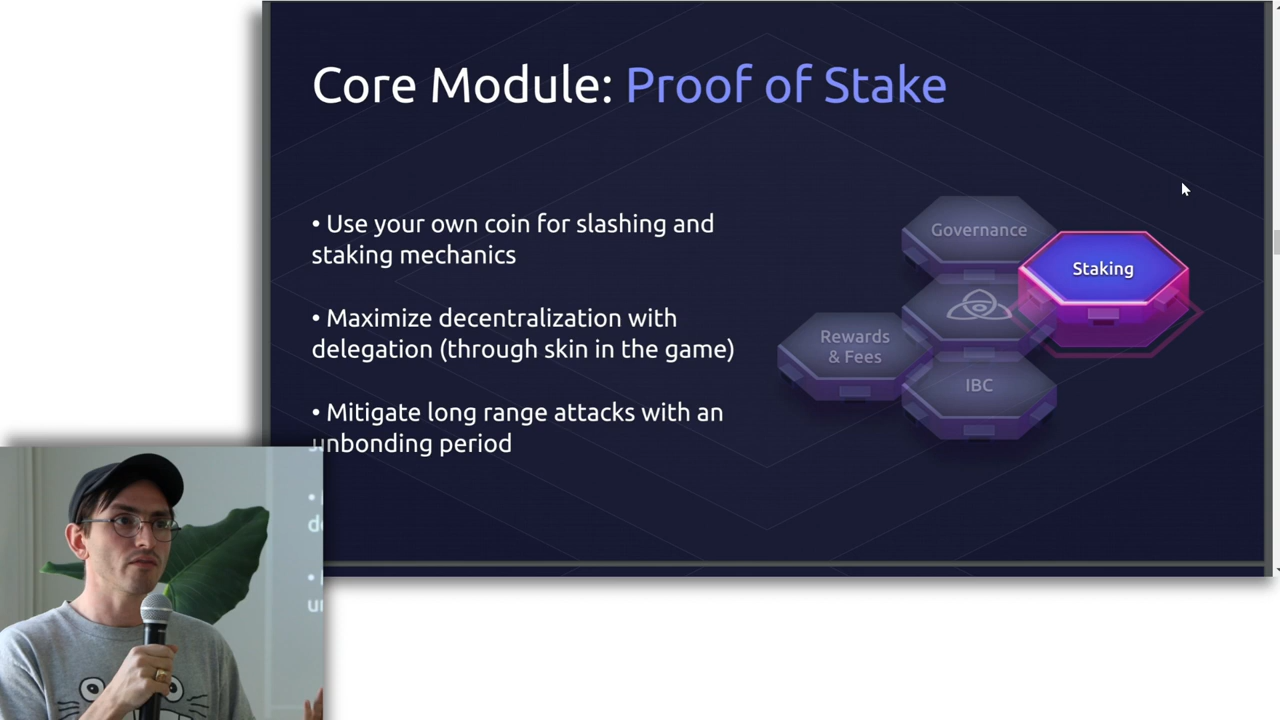 Core Module: Proof of Stake
• Use your own coin for slashing and
staking mechanics
• Maximize decentralization with
delegation (through skin in the game)
• Mitigate long range attacks with an
unbonding period
Governance
Staking
Rewards
& Fees
IBC